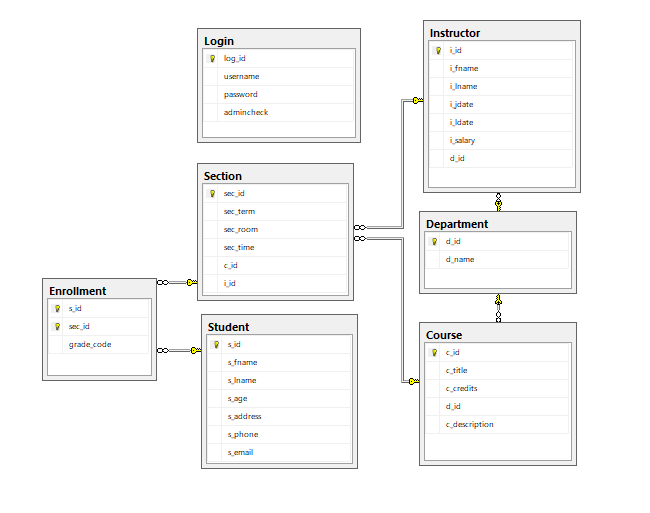 Login
log_id
username
password
admincheck
Instructor
i_id
i_fname
i_lname
i_jdate
i_ldate
i_salary
d_id
Section
sec_id
sec_term
sec_room
sec_time
c_id
i_id
Department
d_id
d_name
Enrollment
s_id
sec_id
grade_code
Student
s_id
s_fname
s_lname
s_age
s_address
s_phone
s_email
Course
c_id
c_title
c_credits
d_id
c_description